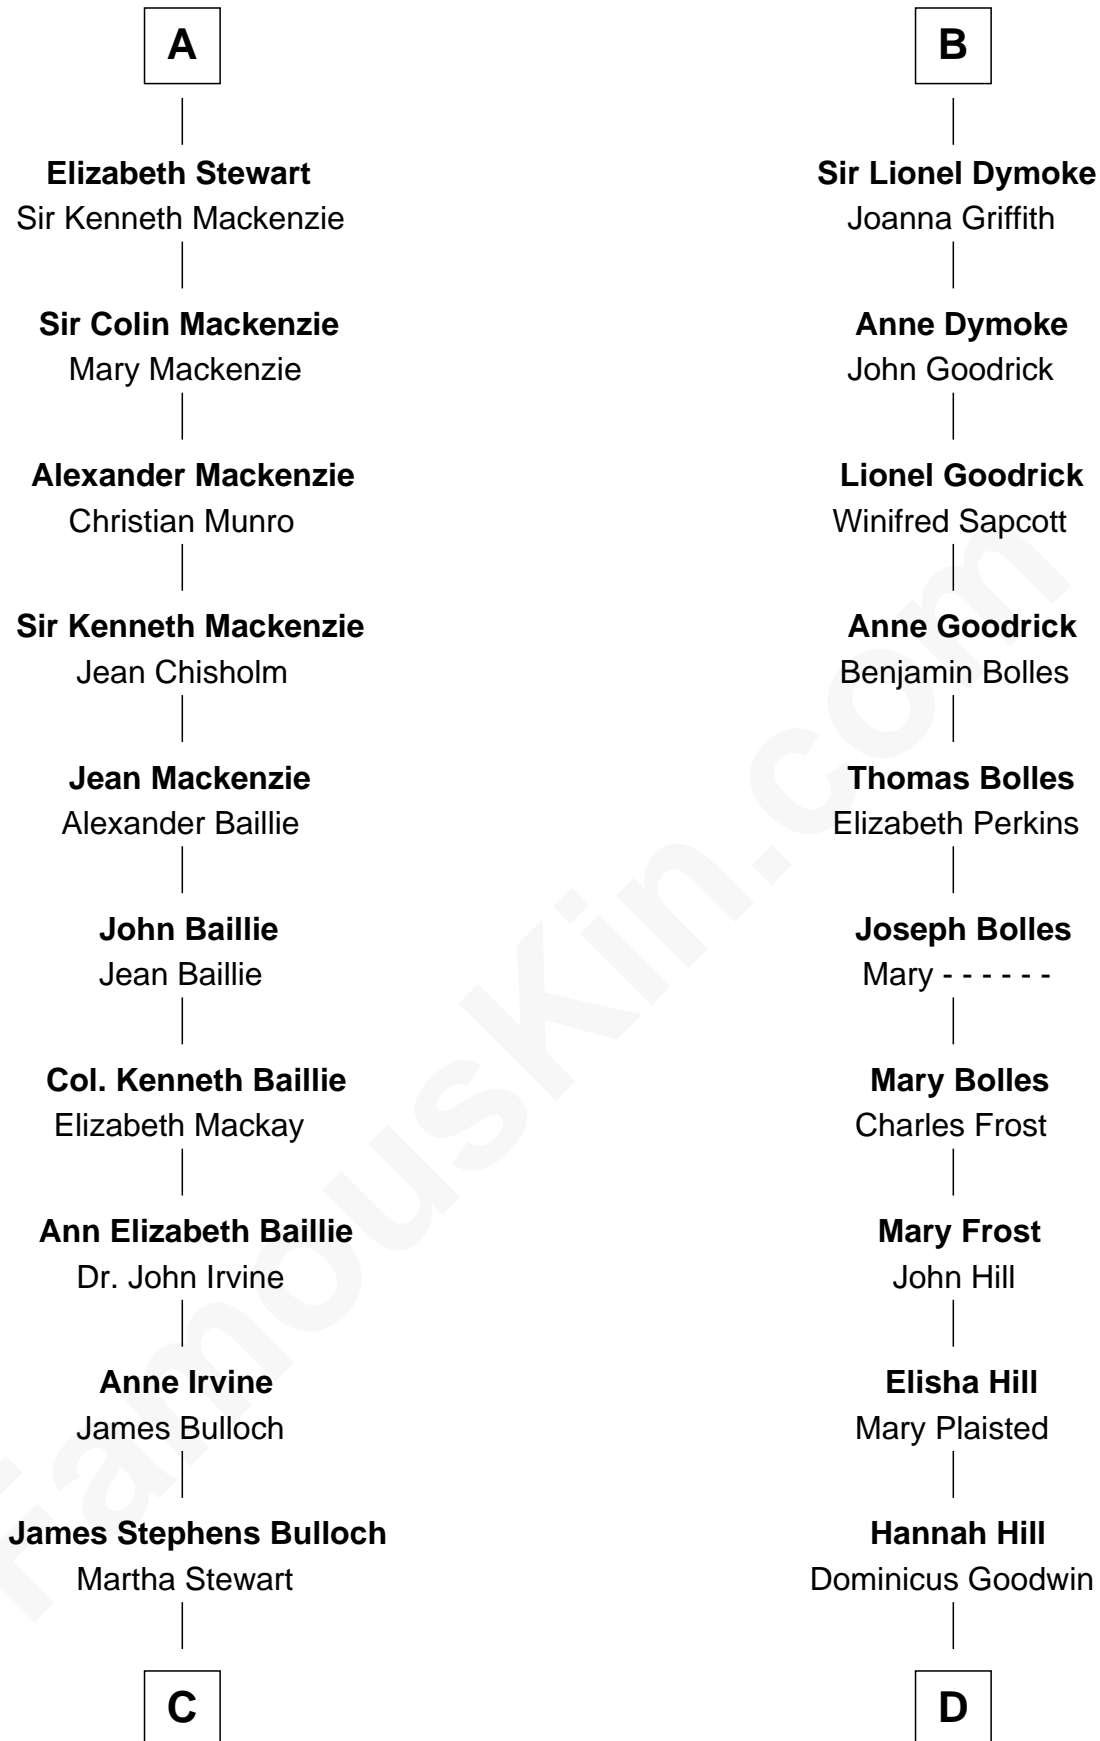 A
Elizabeth Stewart
Sir Kenneth Mackenzie
Sir Colin Mackenzie
Mary Mackenzie
Alexander Mackenzie
Christian Munro
Sir Kenneth Mackenzie
Jean Chisholm
Jean Mackenzie
Alexander Baillie
John Baillie
Jean Baillie
Col. Kenneth Baillie
Elizabeth Mackay
Ann Elizabeth Baillie
Dr. John Irvine
Anne Irvine
James Bulloch
James Stephens Bulloch
Martha Stewart
C
B
Sir Lionel Dymoke
Joanna Griffith
Anne Dymoke
John Goodrick
Lionel Goodrick
Winifred Sapcott
Anne Goodrick
Benjamin Bolles
Thomas Bolles
Elizabeth Perkins
Joseph Bolles
Mary - - - - - -
Mary Bolles
Charles Frost
Mary Frost
John Hill
Elisha Hill
Mary Plaisted
Hannah Hill
Dominicus Goodwin
D
FamousKin.com